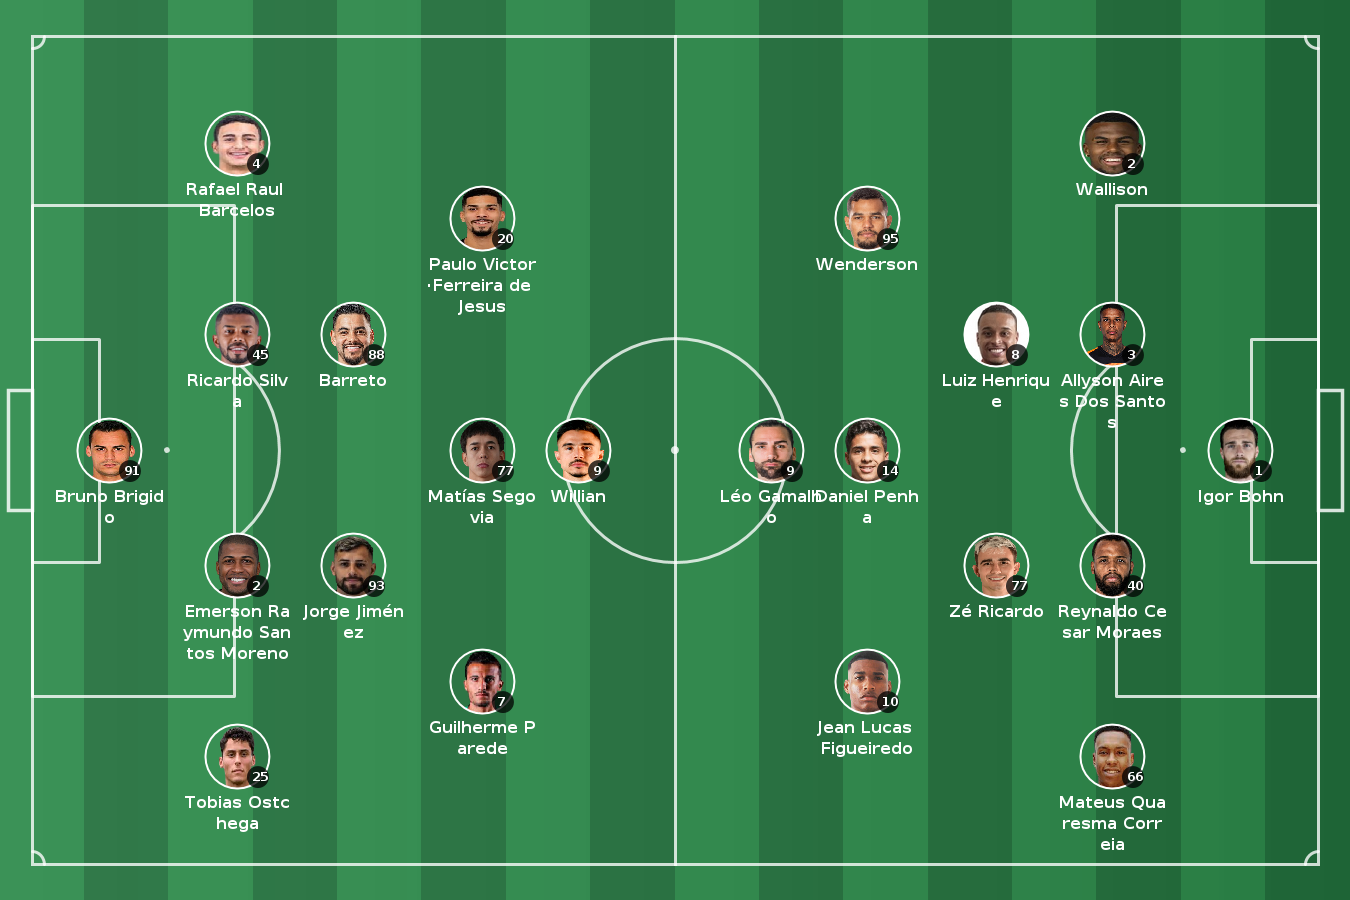 4
Rafael Raul
Barcelos
2
Wallison
20
Paulo Victor
Ferreira de
Jesus
95
Wenderson
45
Ricardo Silv
a
88
Barreto
8
Luiz Henriqu
e
3
Allyson Aire
s Dos Santo
s
91
Bruno Brigid
o
77
Matías Sego
via
9
Willian
9
Léo Gamalh
o
14
Daniel Penh
a
1
Igor Bohn
2
Emerson Ra
ymundo San
tos Moreno
93
Jorge Jimén
ez
77
Zé Ricardo
40
Reynaldo Ce
sar Moraes
7
Guilherme P
arede
10
Jean Lucas
Figueiredo
25
Tobias Ostc
hega
66
Mateus Qua
resma Corr
eia